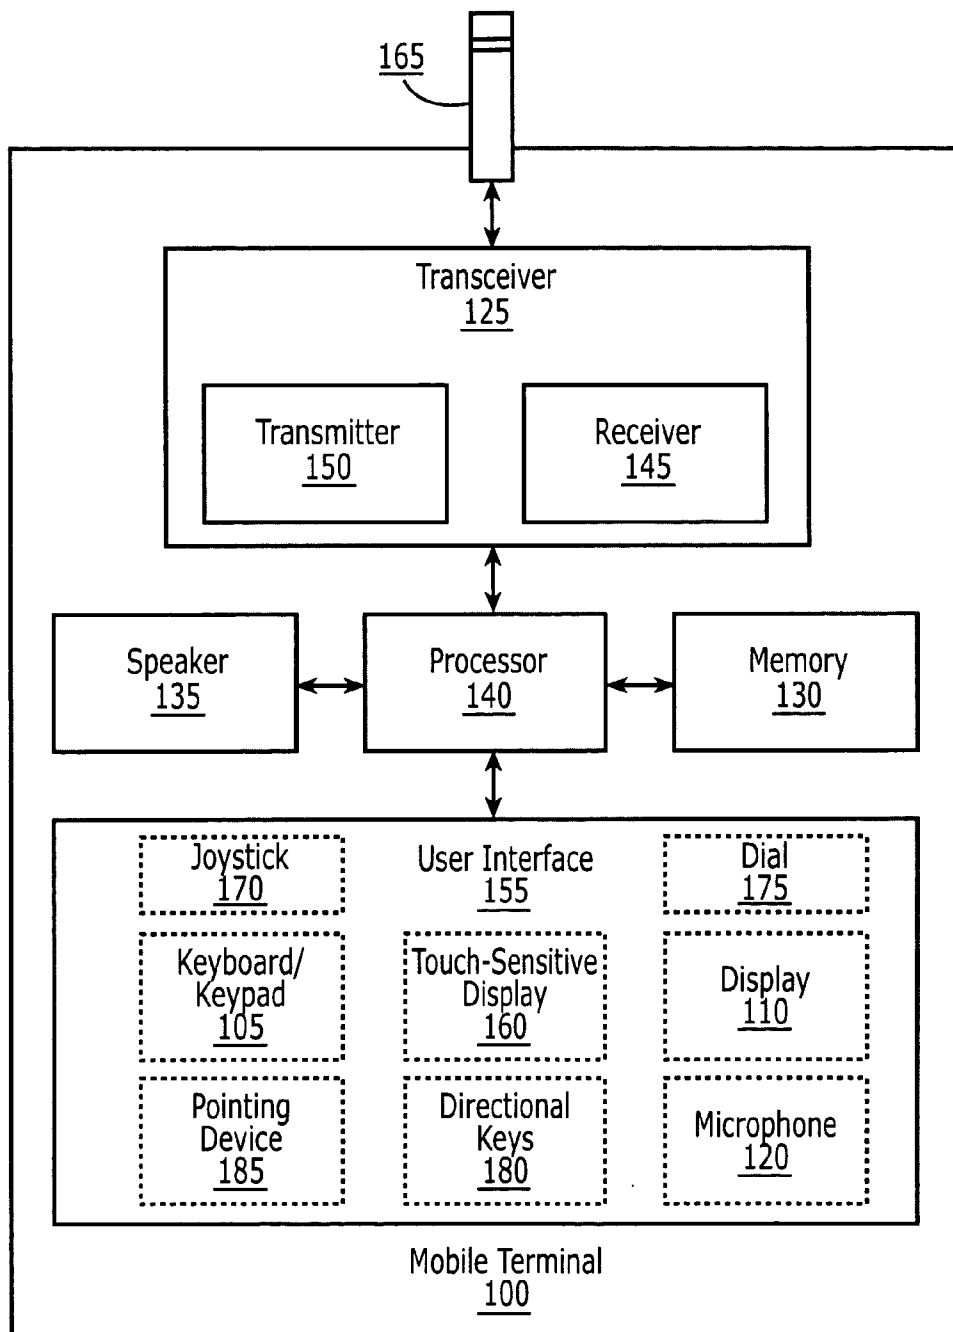 165
Transceiver
125
Transmitter
150
Receiver
145
Speaker
135
Processor
140
Memory
130
Joystick
170
User Interface
155
Dial
175
Keyboard/
Keypad
105
Touch-Sensitive
Display
160
Display
110
Pointing
Device
185
Directional
Keys
180
Microphone
120
Mobile Terminal
100